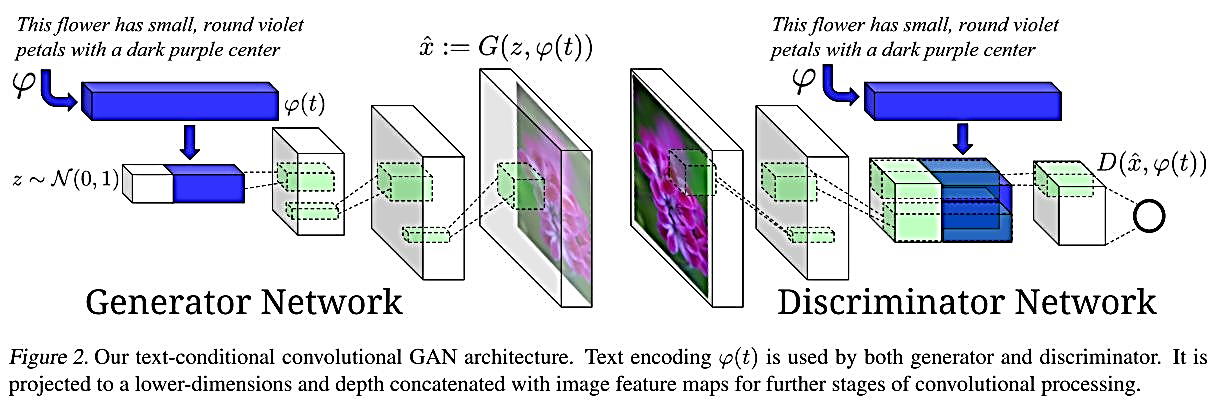 This flower has small, round violet
petals with a dark purple center
φ
φ(t)
z ∼ N(0, 1)
x̂ := G(z, φ(t))
Generator Network
This flower has small, round violet
petals with a dark purple center
φ
D(x̂, φ(t))
Discriminator Network
Figure 2. Our text-conditional convolutional GAN architecture. Text encoding φ(t) is used by both generator and discriminator. It is
projected to a lower-dimensions and depth concatenated with image feature maps for further stages of convolutional processing.